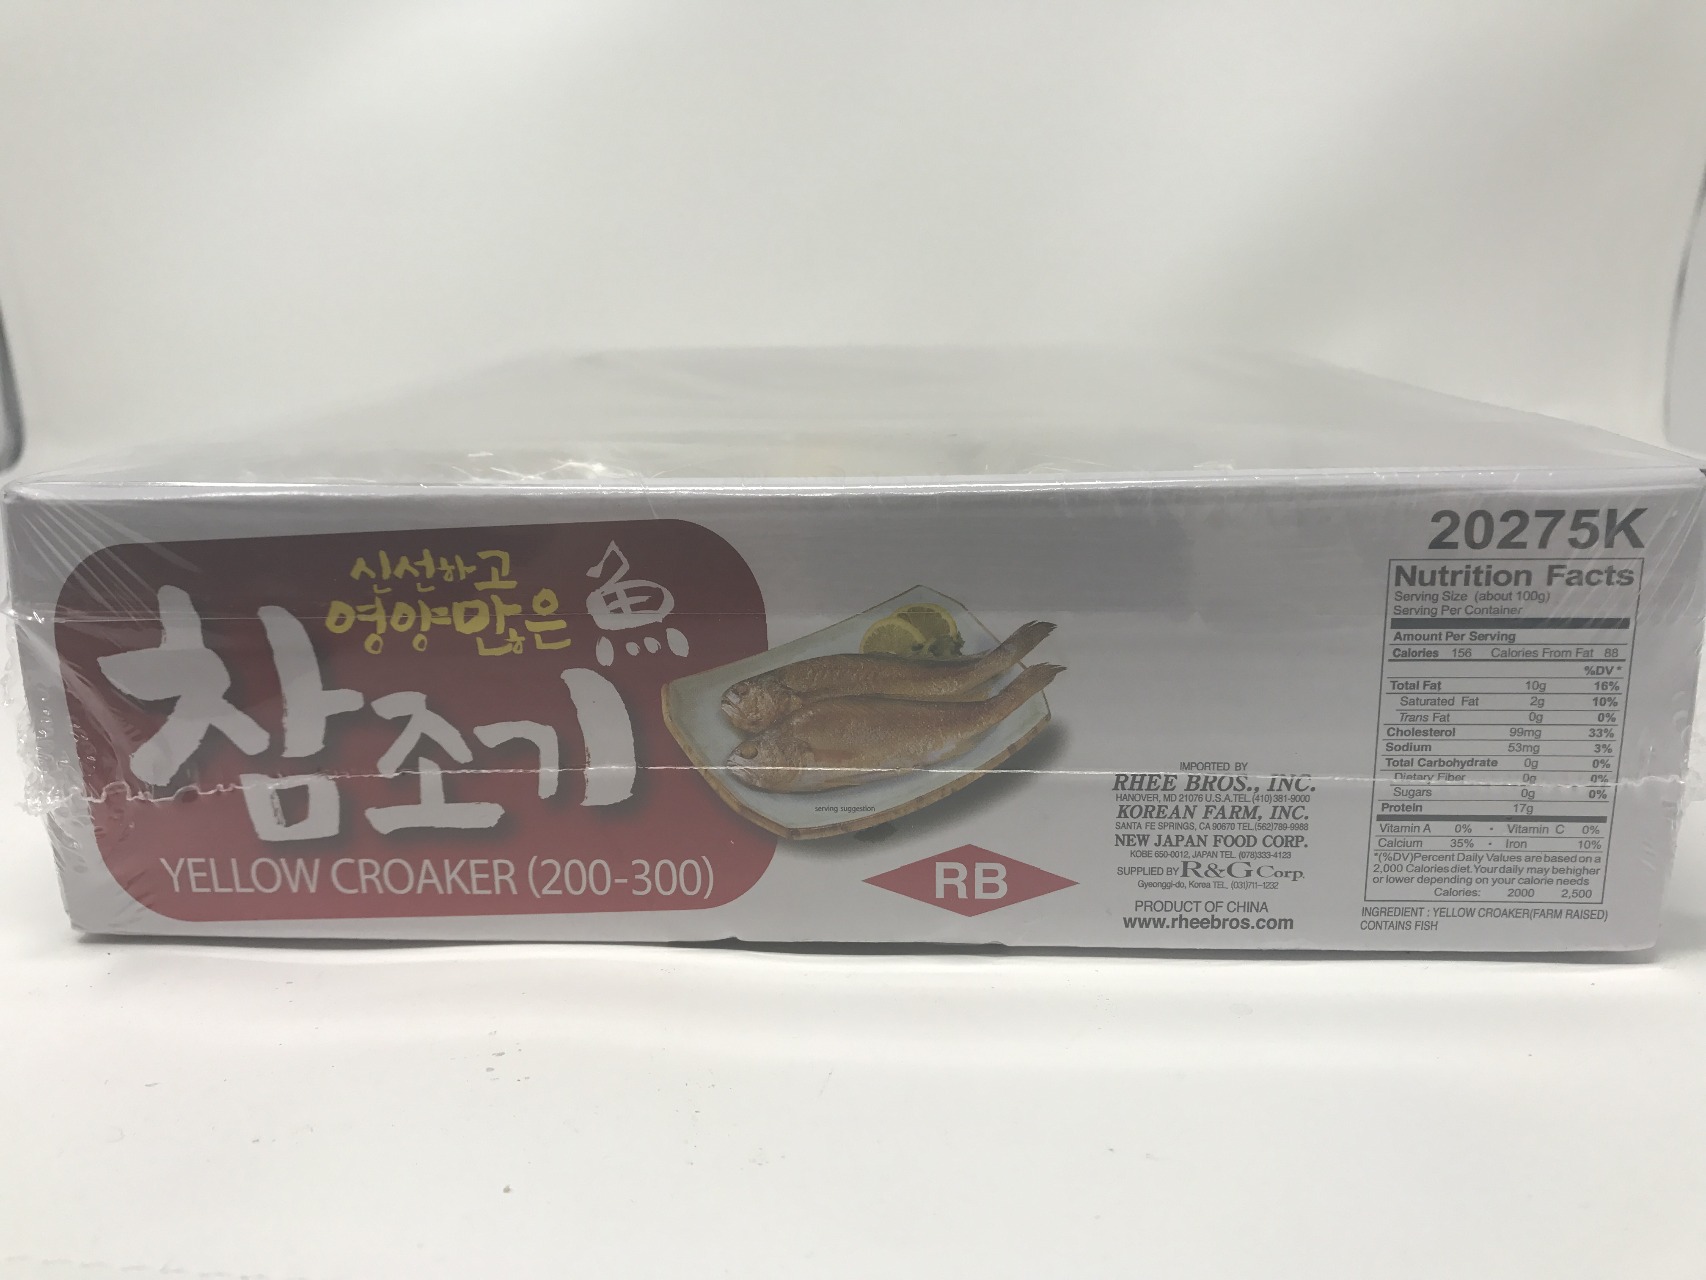 신선하고
영양많은
魚
참조기
YELLOW CROAKER (200-300)
serving suggestion
RB
IMPORTED BY
RHEE BROS., INC.
HANOVER, MD 21076 U.S.A. TEL. (410)381-9000
KOREAN FARM, INC.
SANTA FE SPRINGS, CA 90670 TEL. (562)789-9988
NEW JAPAN FOOD CORP.
KOBE 650-0012, JAPAN TEL. (078)333-4123
SUPPLIED BY R&G Corp.
Gyeonggi-do, Korea TEL. (031)711-1232
PRODUCT OF CHINA
www.rheebros.com
20275K
Nutrition Facts
Serving Size (about 100g)
Serving Per Container
Amount Per Serving
Calories 156 Calories From Fat 88
%DV*
Total Fat 10g 16%
Saturated Fat 2g 10%
Trans Fat 0g 0%
Cholesterol 99mg 33%
Sodium 53mg 3%
Total Carbohydrate 0g 0%
Dietary Fiber 0g 0%
Sugars 0g 0%
Protein 17g
Vitamin A 0% • Vitamin C 0%
Calcium 35% • Iron 10%
*(%DV)Percent Daily Values are based on a
2,000 Calories diet. Your daily may be higher
or lower depending on your calorie needs
Calories: 2000 2,500
INGREDIENT : YELLOW CROAKER(FARM RAISED)
CONTAINS FISH